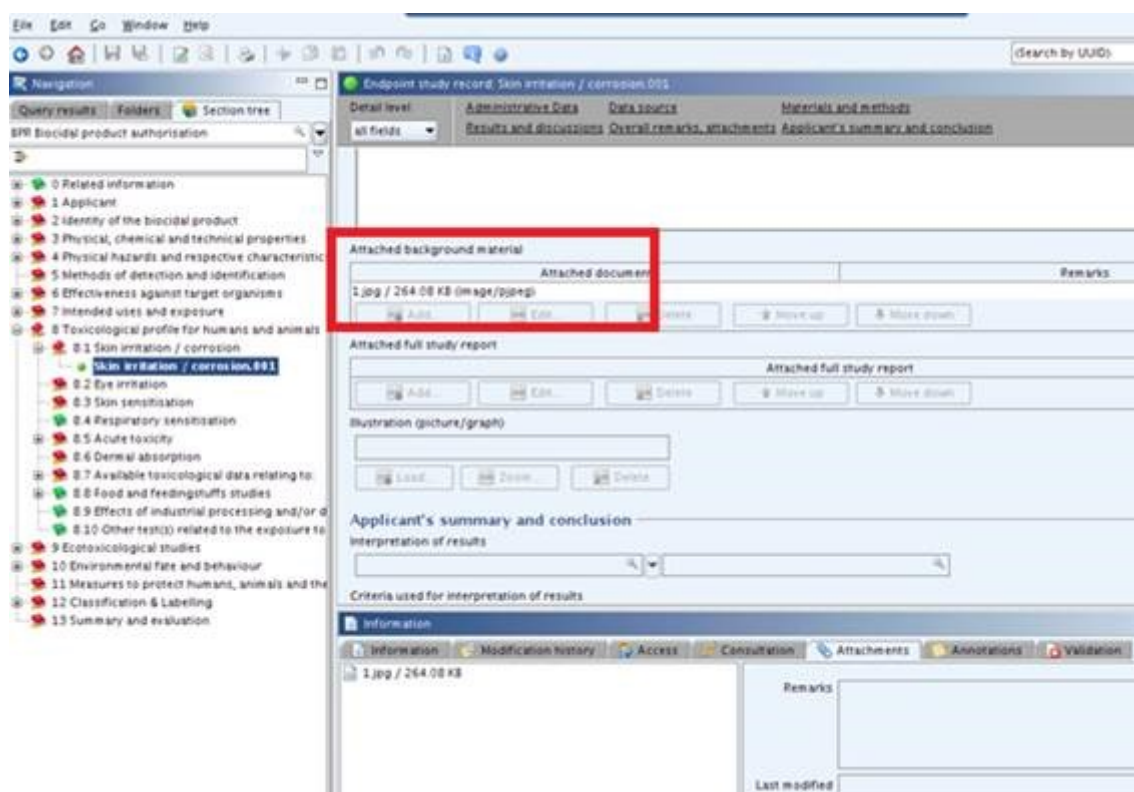 File Edit Go Window Help
(Search by UUID)
Navigation
Query results Folders Section tree
BPR Biocidal product authorisation
0 Related information
1 Applicant
2 Identity of the biocidal product
3 Physical, chemical and technical properties
4 Physical hazards and respective characteristic
5 Methods of detection and identification
6 Effectiveness against target organisms
7 Intended uses and exposure
8 Toxicological profile for humans and animals
8.1 Skin irritation / corrosion
Skin irritation / corrosion.001
8.2 Eye irritation
8.3 Skin sensitisation
8.4 Respiratory sensitisation
8.5 Acute toxicity
8.6 Dermal absorption
8.7 Available toxicological data relating to:
8.8 Food and feedingstuffs studies
8.9 Effects of industrial processing and/or d
8.10 Other test(s) related to the exposure to
9 Ecotoxicological studies
10 Environmental fate and behaviour
11 Measures to protect humans, animals and the
12 Classification & Labelling
13 Summary and evaluation
Endpoint study record: Skin irritation / corrosion.001
Detail level Administrative Data Data source Materials and methods
all fields Results and discussions Overall remarks, attachments Applicant's summary and conclusion
Attached background material
Attached document Remarks
1.jpg / 264.08 KB (image/pjpeg)
Add... Edit... Delete Move up Move down
Attached full study report
Attached full study report
Add... Edit... Delete Move up Move down
Illustration (picture/graph)
Load... Zoom... Delete
Applicant's summary and conclusion
Interpretation of results
Criteria used for interpretation of results
Information
Information Modification history Access Consultation Attachments Annotations Validation
1.jpg / 264.08 KB
Remarks
Last modified